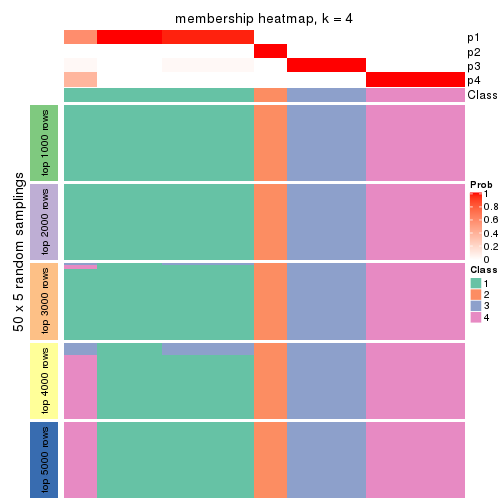 membership heatmap, k = 4
p1
p2
p3
p4
Class
50 x 5 random samplings
top 1000 rows
top 2000 rows
top 3000 rows
top 4000 rows
top 5000 rows
Prob
1
0.8
0.6
0.4
0.2
0
Class
1
2
3
4